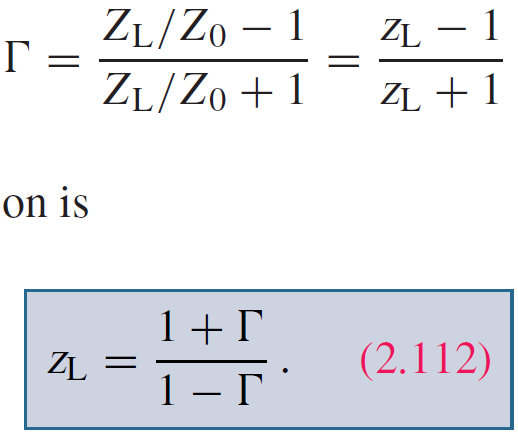 Γ = (Z_L/Z_0 − 1)/(Z_L/Z_0 + 1) = (z_L − 1)/(z_L + 1)
on is
z_L = (1 + Γ)/(1 − Γ) . (2.112)